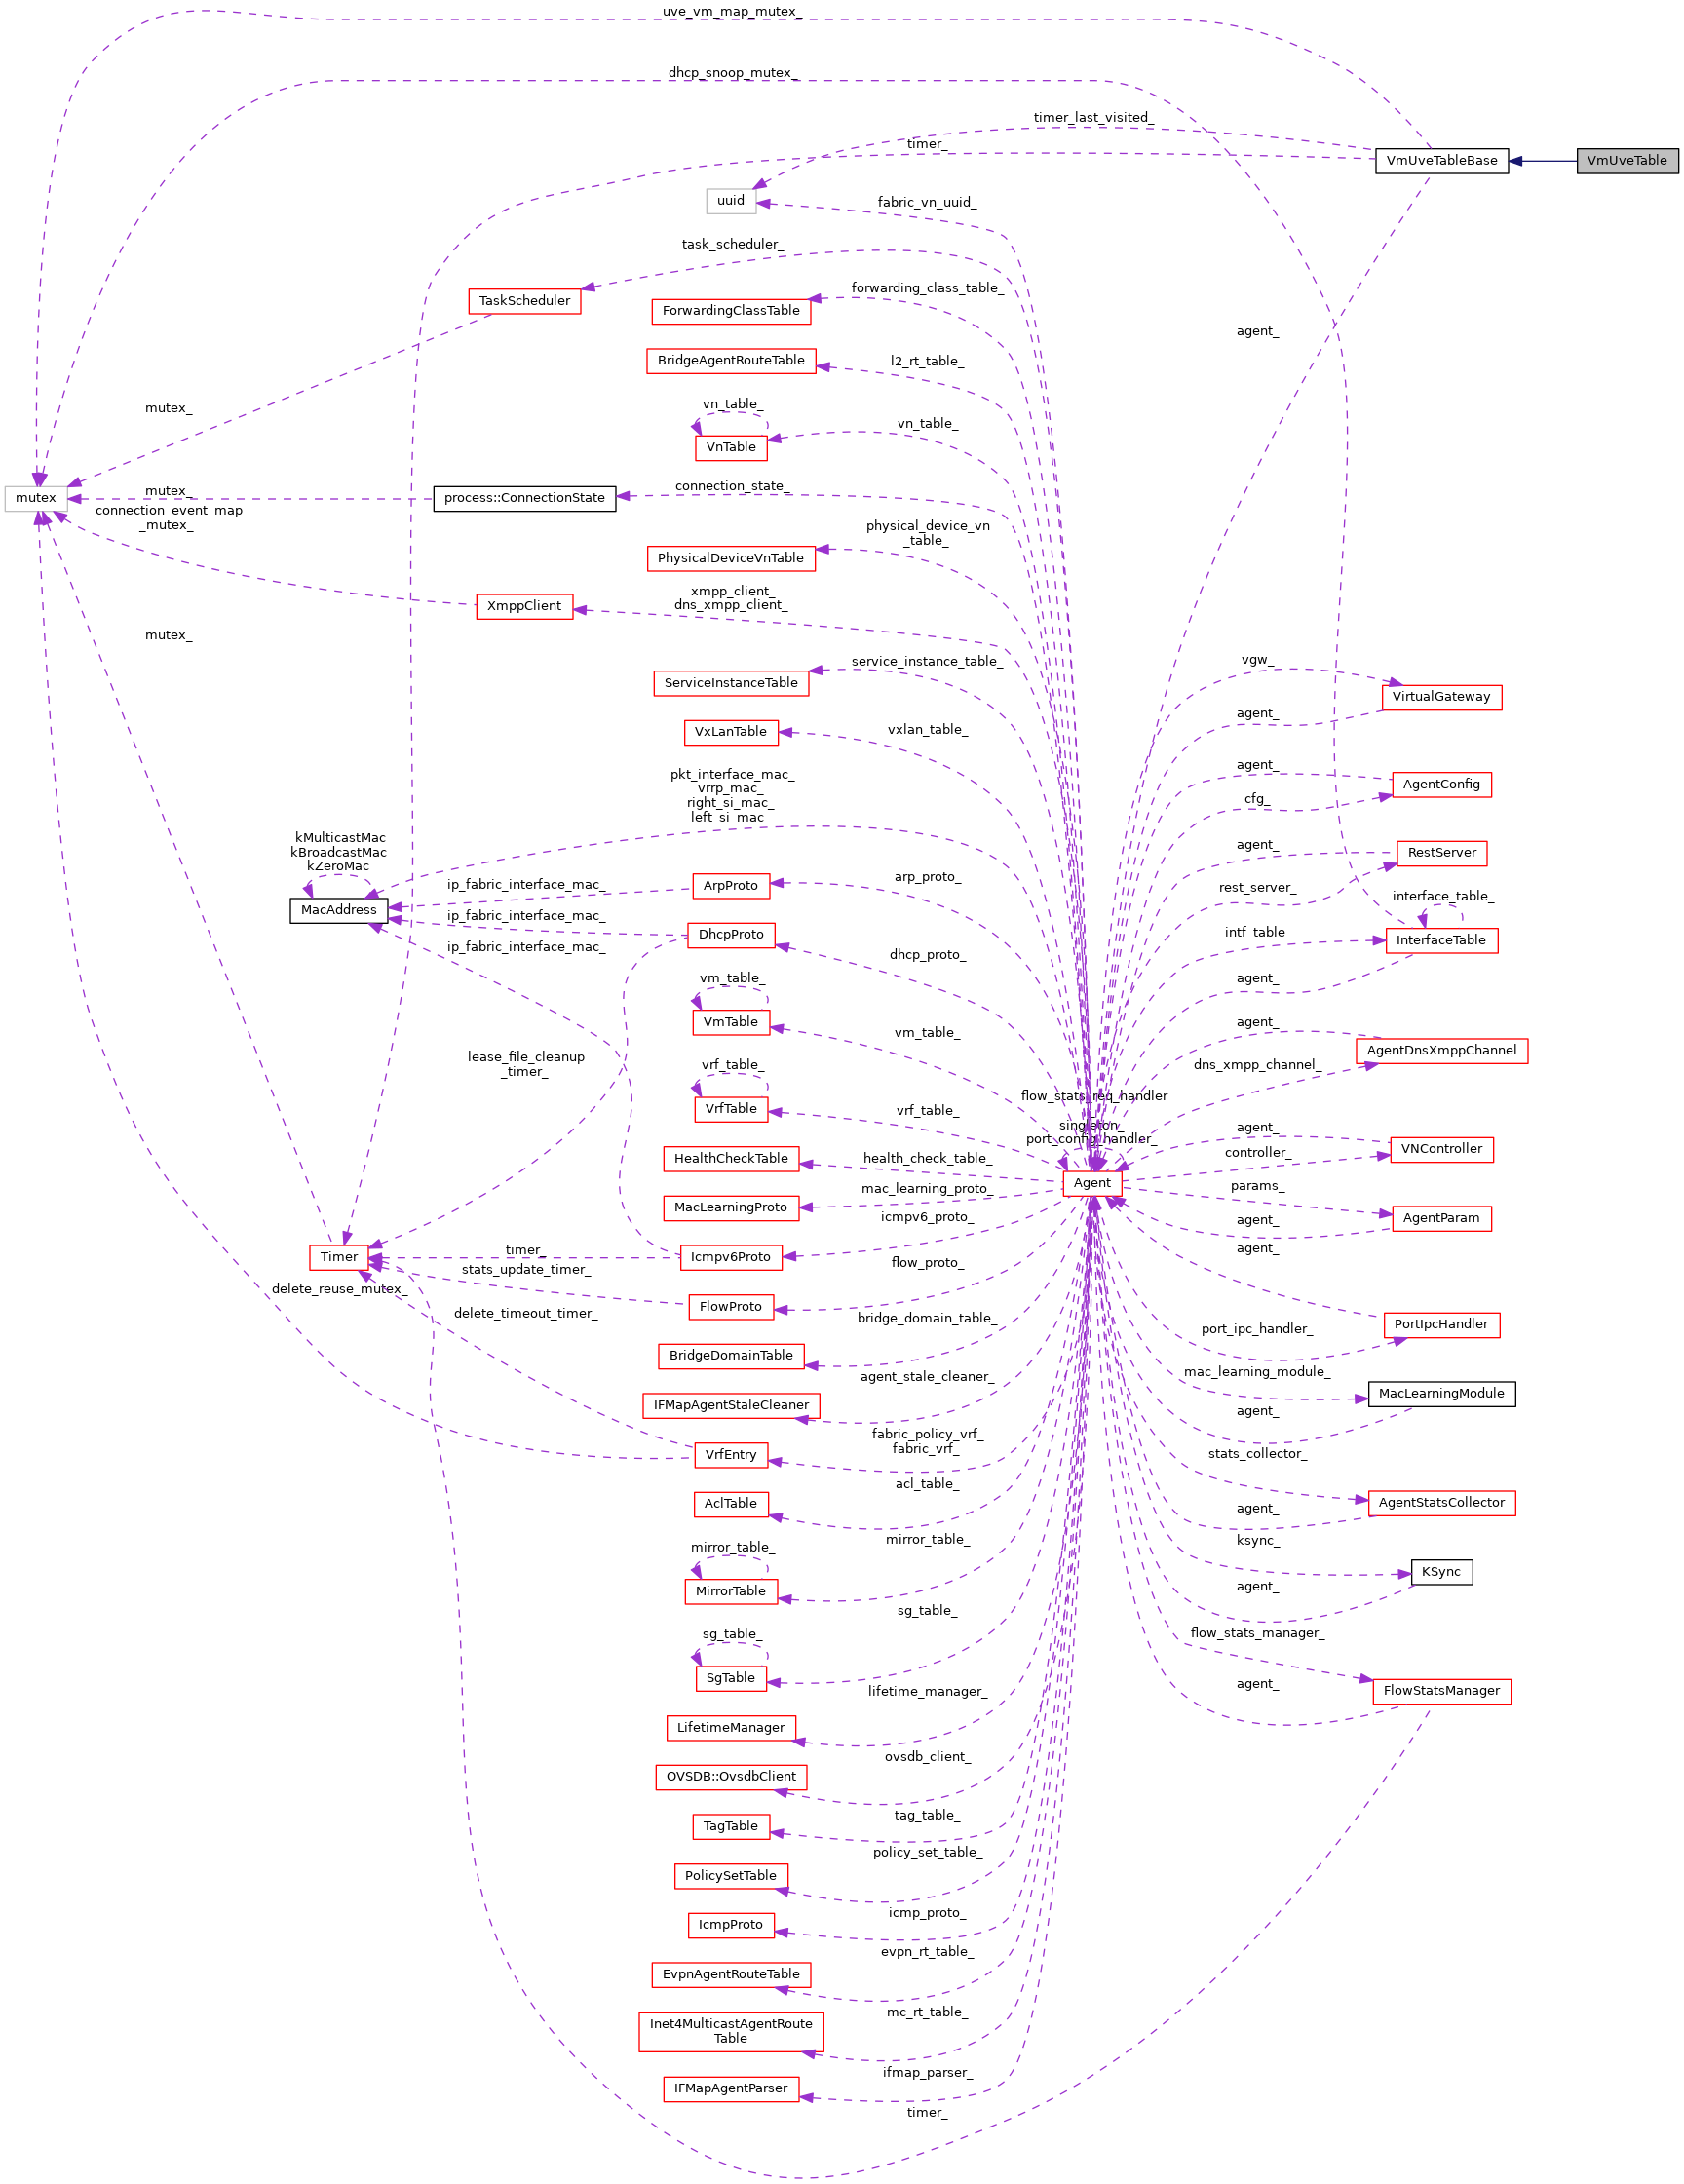 uve_vm_map_mutex_
dhcp_snoop_mutex_
timer_last_visited_
timer_
VmUveTableBase
VmUveTable
uuid
fabric_vn_uuid_
task_scheduler_
forwarding_class_table_
TaskScheduler
ForwardingClassTable
agent_
BridgeAgentRouteTable
l2_rt_table_
mutex_
vn_table_
vn_table_
VnTable
connection_state_
mutex
mutex_
process::ConnectionState
connection_event_map
_mutex_
physical_device_vn
_table_
PhysicalDeviceVnTable
xmpp_client_
dns_xmpp_client_
XmppClient
mutex_
service_instance_table_
vgw_
ServiceInstanceTable
VirtualGateway
agent_
VxLanTable
vxlan_table_
agent_
pkt_interface_mac_
vrrp_mac_
right_si_mac_
left_si_mac_
AgentConfig
cfg_
kMulticastMac
kBroadcastMac
kZeroMac
agent_
RestServer
ip_fabric_interface_mac_
ArpProto
arp_proto_
rest_server_
interface_table_
MacAddress
ip_fabric_interface_mac_
DhcpProto
intf_table_
InterfaceTable
ip_fabric_interface_mac_
dhcp_proto_
vm_table_
agent_
VmTable
vm_table_
agent_
AgentDnsXmppChannel
lease_file_cleanup
_timer_
vrf_table_
dns_xmpp_channel_
VrfTable
vrf_table_
flow_stats_req_handler
_
singleton_
port_config_handler_
agent_
VNController
HealthCheckTable
health_check_table_
controller_
Agent
mac_learning_proto_
params_
MacLearningProto
icmpv6_proto_
agent_
AgentParam
Timer
timer_
Icmpv6Proto
agent_
stats_update_timer_
flow_proto_
delete_reuse_mutex_
delete_timeout_timer_
FlowProto
bridge_domain_table_
port_ipc_handler_
PortIpcHandler
BridgeDomainTable
agent_stale_cleaner_
mac_learning_module_
MacLearningModule
IFMapAgentStaleCleaner
agent_
fabric_policy_vrf_
fabric_vrf_
VrfEntry
stats_collector_
acl_table_
AclTable
AgentStatsCollector
agent_
mirror_table_
mirror_table_
ksync_
MirrorTable
KSync
agent_
sg_table_
sg_table_
flow_stats_manager_
SgTable
agent_
FlowStatsManager
lifetime_manager_
LifetimeManager
ovsdb_client_
OVSDB::OvsdbClient
tag_table_
TagTable
policy_set_table_
PolicySetTable
icmp_proto_
IcmpProto
evpn_rt_table_
EvpnAgentRouteTable
mc_rt_table_
Inet4MulticastAgentRoute
Table
ifmap_parser_
IFMapAgentParser
timer_